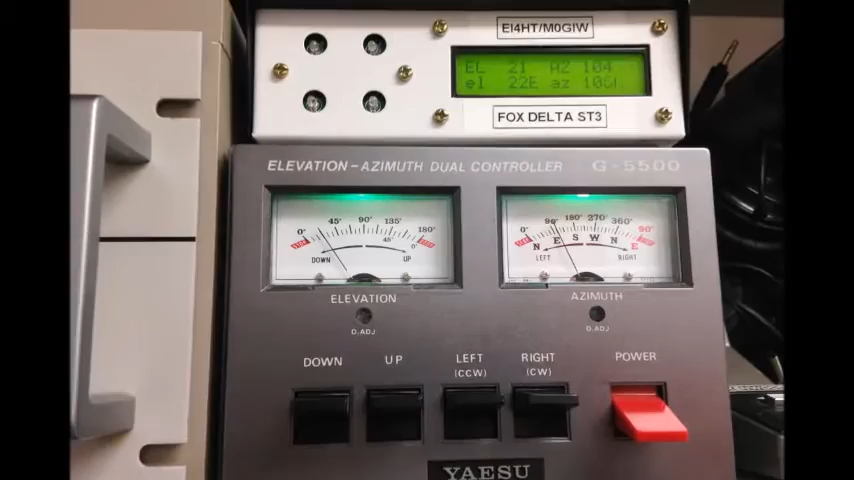 EI4HT/M0GIW
EL 21 AZ 104
el 22E az
FOX DELTA ST3
ELEVATION-AZIMUTH DUAL CONTROLLER G-5500
0° 45° 90° 135° 180°
45° 0°
DOWN UP
0° 90° 180° 270° 360° 90°
N E S W N E
LEFT RIGHT
ELEVATION AZIMUTH
O.ADJ O.ADJ
DOWN UP LEFT (CCW) RIGHT (CW) POWER
YAESU